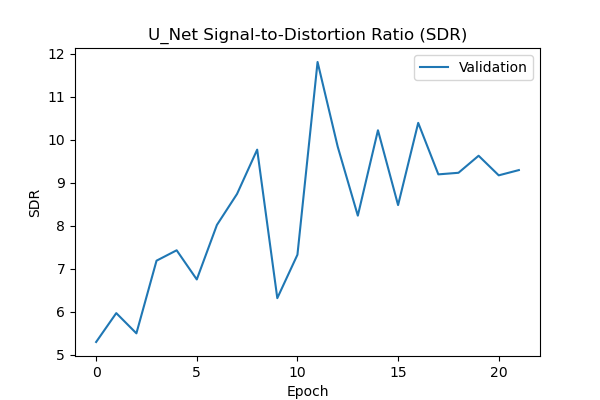 U_Net Signal-to-Distortion Ratio (SDR)
Validation
12
11
10
9
8
7
6
5
SDR
0 5 10 15 20
Epoch